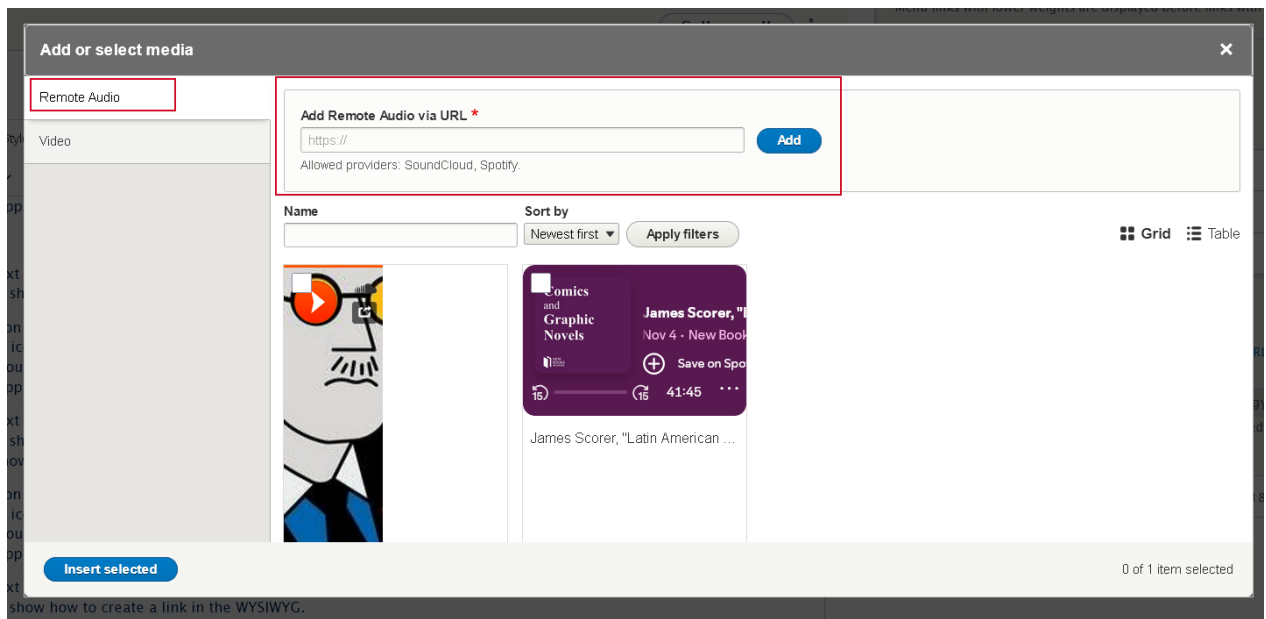 Add or select media
×
Remote Audio
Video
Add Remote Audio via URL *
https://
Add
Allowed providers: SoundCloud, Spotify.
Name
Sort by
Newest first
Apply filters
Grid
Table
Comics
and
Graphic
Novels
James Scorer, "
Nov 4 · New Book
Save on Spo
15
15
41:45
···
James Scorer, "Latin American ...
Insert selected
0 of 1 item selected
show how to create a link in the WYSIWYG.